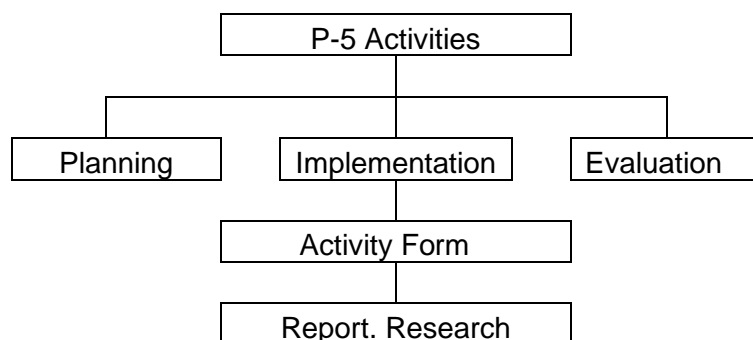 P-5 Activities
Planning
Implementation
Evaluation
Activity Form
Report. Research